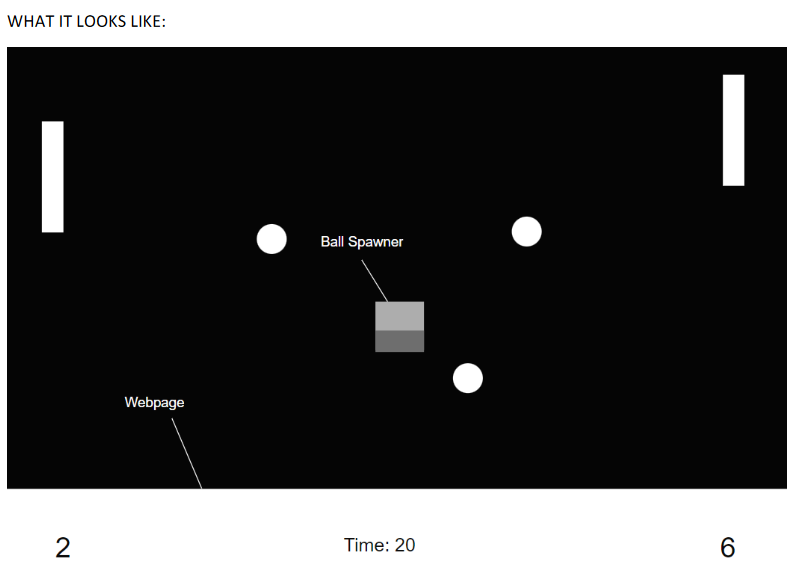 WHAT IT LOOKS LIKE:
Ball Spawner
Webpage
2
Time: 20
6